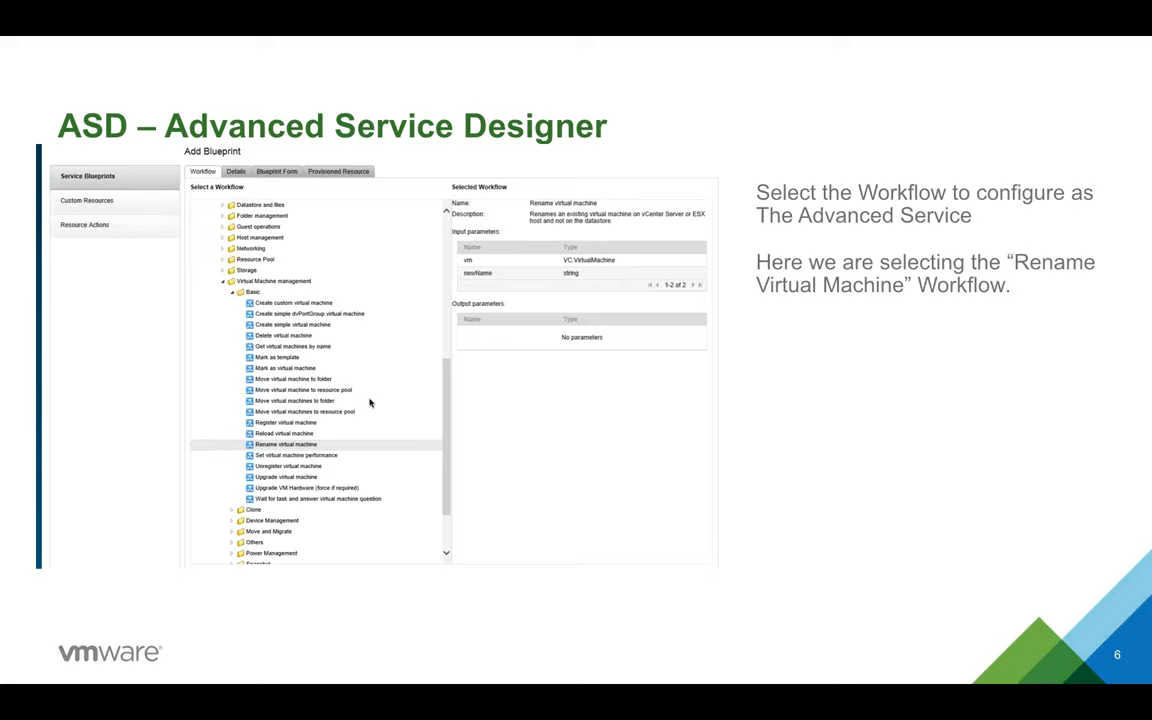 ASD – Advanced Service Designer
Add Blueprint
Service Blueprints
Custom Resources
Resource Actions
Workflow
Details
Blueprint Form
Provisioned Resource
Select a Workflow
Datastore and files
Folder management
Guest operations
Host management
Networking
Resource Pool
Storage
Virtual Machine management
Basic
Create custom virtual machine
Create simple dvPortGroup virtual machine
Create simple virtual machine
Delete virtual machine
Get virtual machines by name
Mark as template
Mark as virtual machine
Move virtual machine to folder
Move virtual machine to resource pool
Move virtual machines to folder
Move virtual machines to resource pool
Register virtual machine
Reload virtual machine
Rename virtual machine
Set virtual machine performance
Unregister virtual machine
Upgrade virtual machine
Upgrade VM Hardware (force if required)
Wait for task and answer virtual machine question
Clone
Device Management
Move and Migrate
Others
Power Management
Snapshot
Selected Workflow
Name: Rename virtual machine
Description: Renames an existing virtual machine on vCenter Server or ESX
host and not on the datastore.
Input parameters:
Name Type
vm VC:VirtualMachine
newName string
1-2 of 2
Output parameters:
Name Type
No parameters
Select the Workflow to configure as
The Advanced Service
Here we are selecting the “Rename
Virtual Machine” Workflow.
vmware®
6